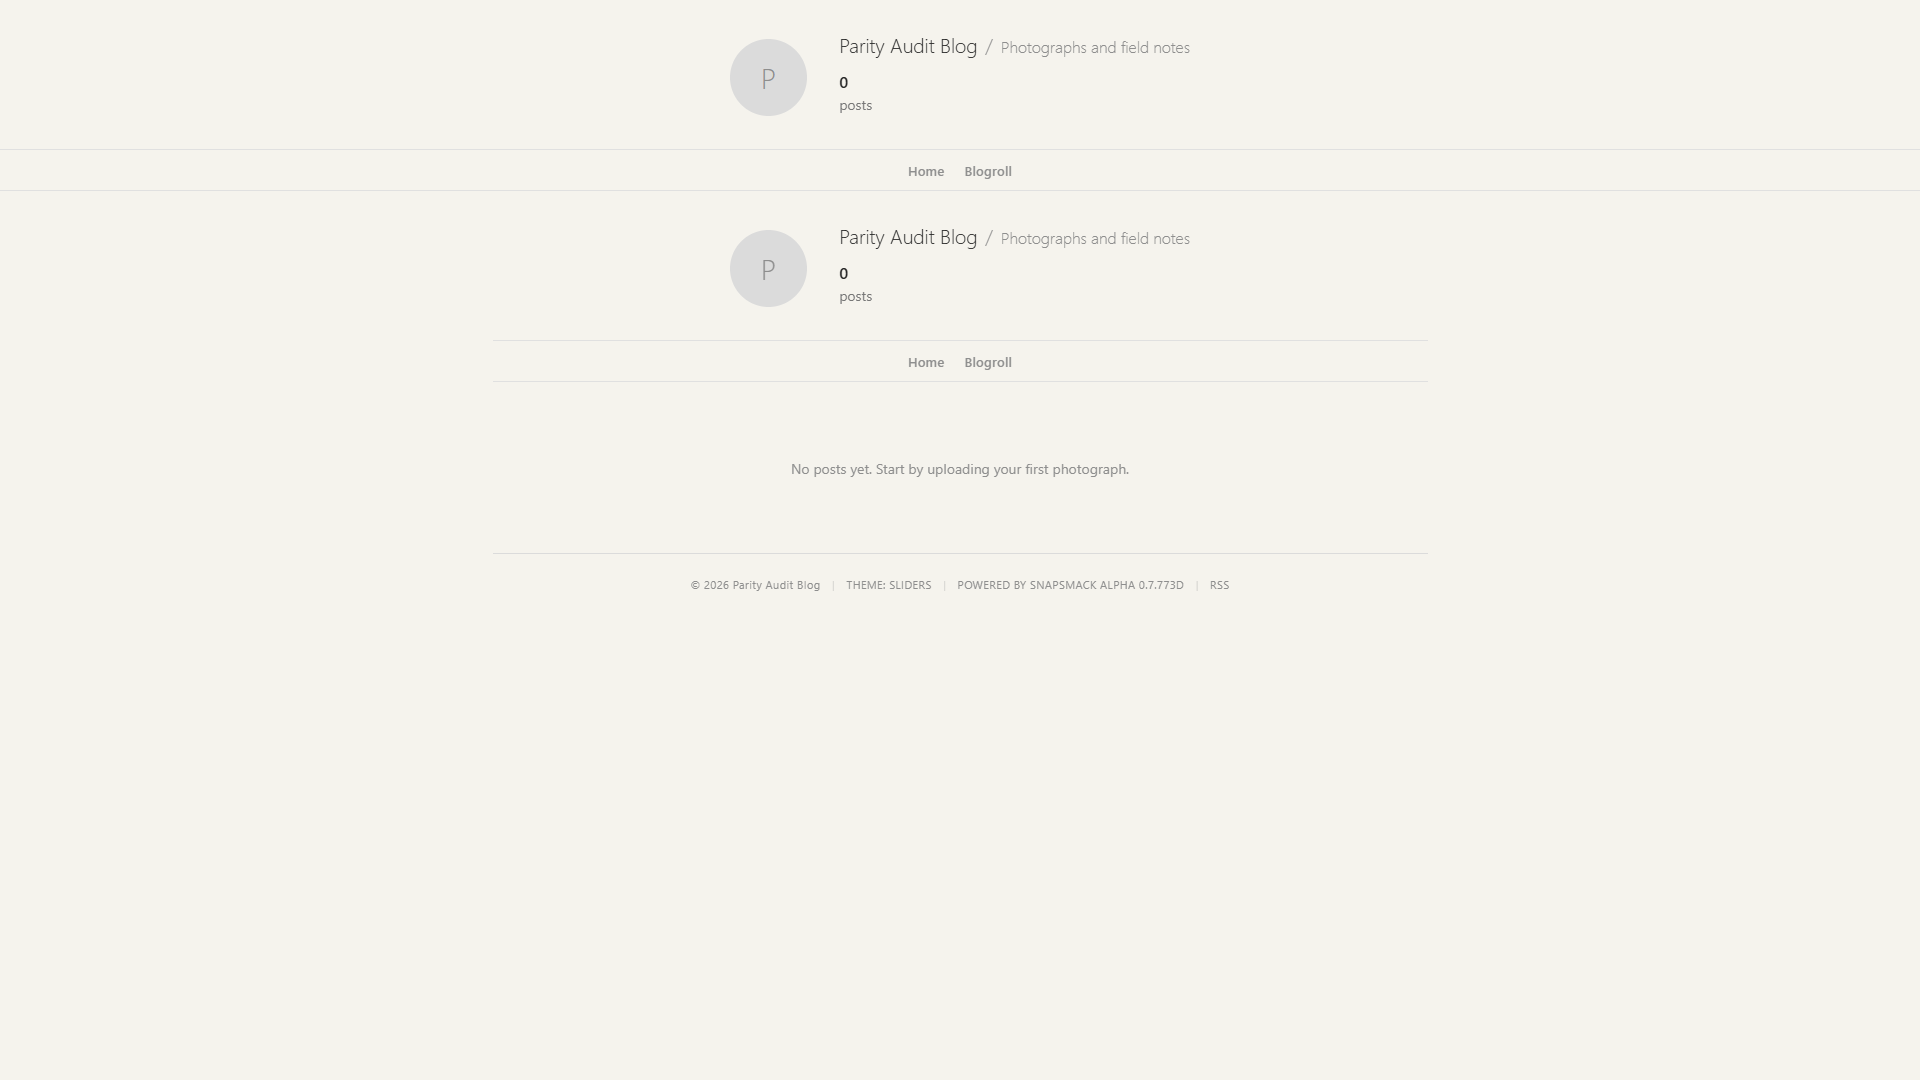 P
Parity Audit Blog / Photographs and field notes
0
posts
Home Blogroll
P
Parity Audit Blog / Photographs and field notes
0
posts
Home Blogroll
No posts yet. Start by uploading your first photograph.
© 2026 Parity Audit Blog | THEME: SLIDERS | POWERED BY SNAPSMACK ALPHA 0.7.773D | RSS